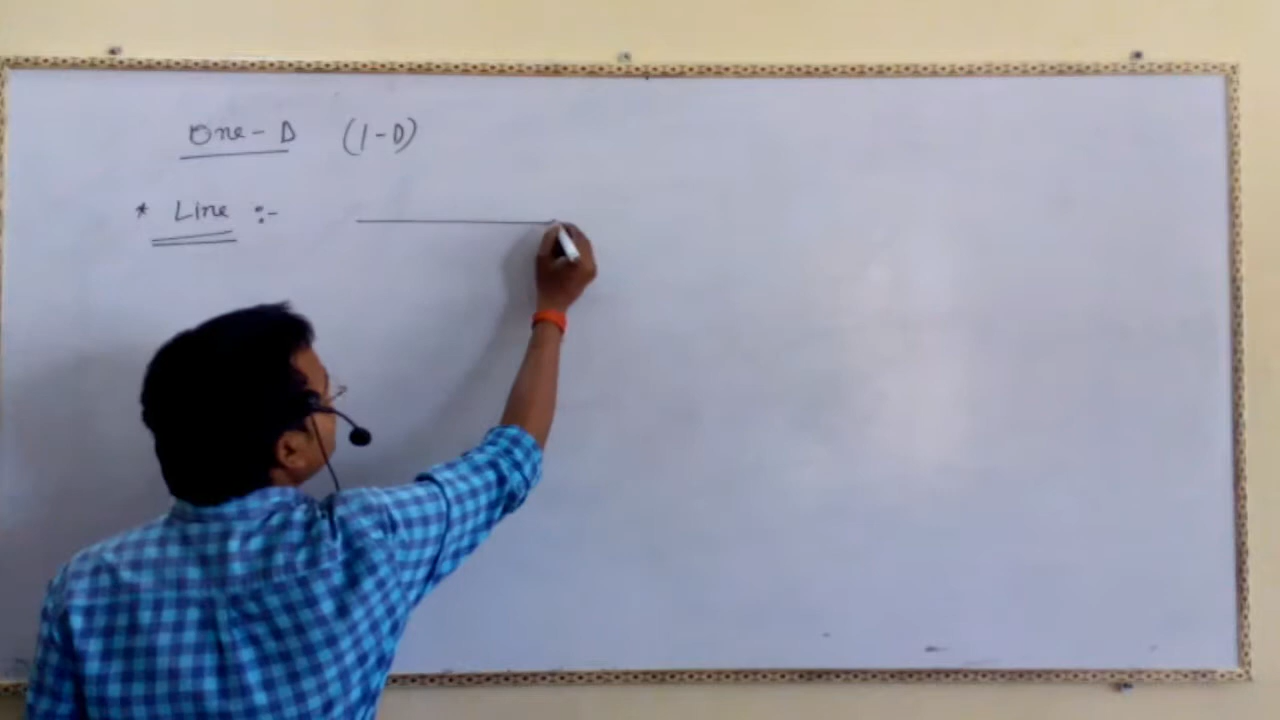 One-D (1-D)
* Line :-